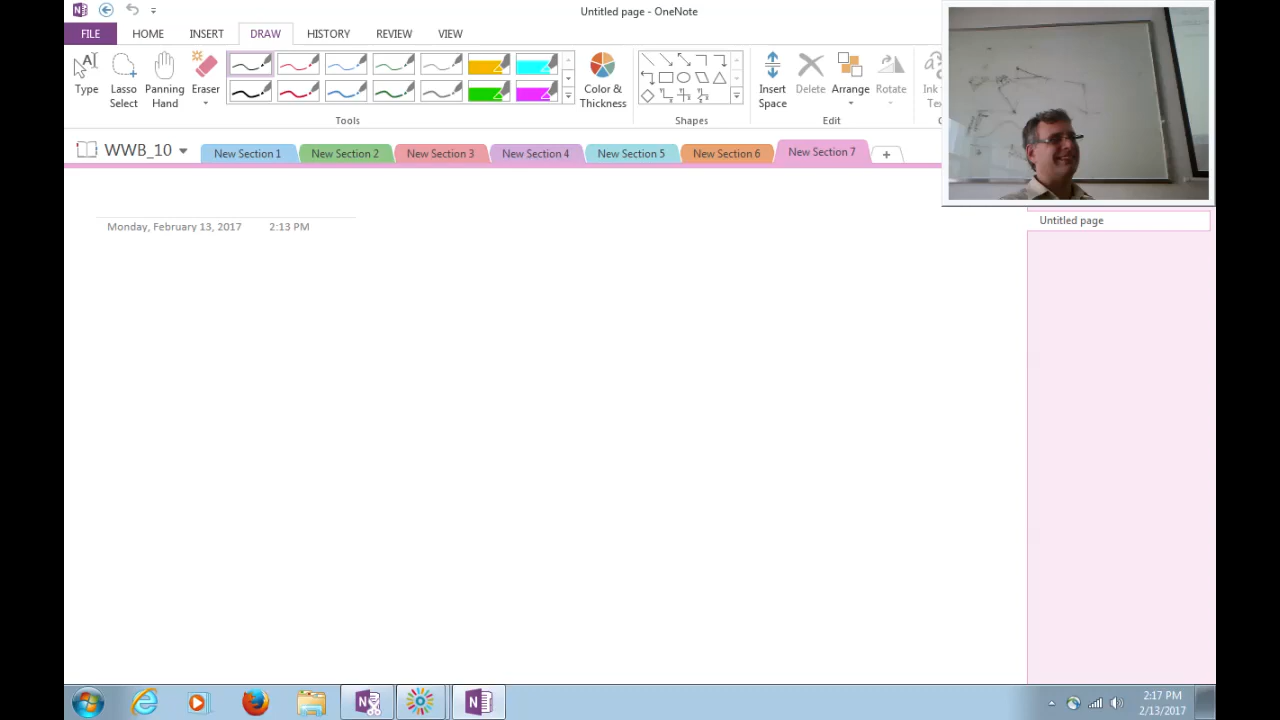 Untitled page - OneNote
FILE HOME INSERT DRAW HISTORY REVIEW VIEW
Type
Lasso Select
Panning Hand
Eraser
Color & Thickness
Insert Space
Delete
Arrange
Rotate
Ink
Tools Shapes Edit
WWB_10 New Section 1 New Section 2 New Section 3 New Section 4 New Section 5 New Section 6 New Section 7
Untitled page
Monday, February 13, 2017 2:13 PM
2:17 PM
2/13/2017